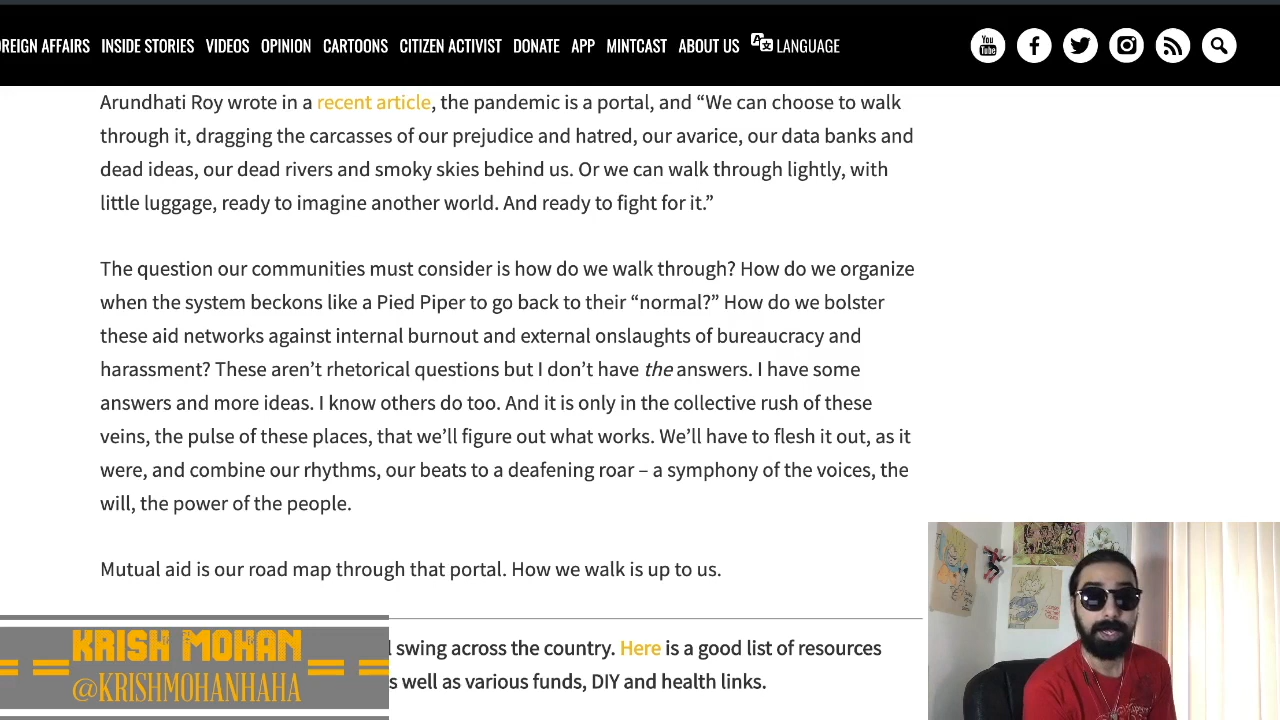 OREIGN AFFAIRS INSIDE STORIES VIDEOS OPINION CARTOONS CITIZEN ACTIVIST DONATE APP MINTCAST ABOUT US LANGUAGE
You Tube
Arundhati Roy wrote in a recent article, the pandemic is a portal, and “We can choose to walk
through it, dragging the carcasses of our prejudice and hatred, our avarice, our data banks and
dead ideas, our dead rivers and smoky skies behind us. Or we can walk through lightly, with
little luggage, ready to imagine another world. And ready to fight for it.”
The question our communities must consider is how do we walk through? How do we organize
when the system beckons like a Pied Piper to go back to their “normal?” How do we bolster
these aid networks against internal burnout and external onslaughts of bureaucracy and
harassment? These aren’t rhetorical questions but I don’t have the answers. I have some
answers and more ideas. I know others do too. And it is only in the collective rush of these
veins, the pulse of these places, that we’ll figure out what works. We’ll have to flesh it out, as it
were, and combine our rhythms, our beats to a deafening roar – a symphony of the voices, the
will, the power of the people.
Mutual aid is our road map through that portal. How we walk is up to us.
swing across the country. Here is a good list of resources
as well as various funds, DIY and health links.
KRISH MOHAN
@KRISHMOHANHAHA